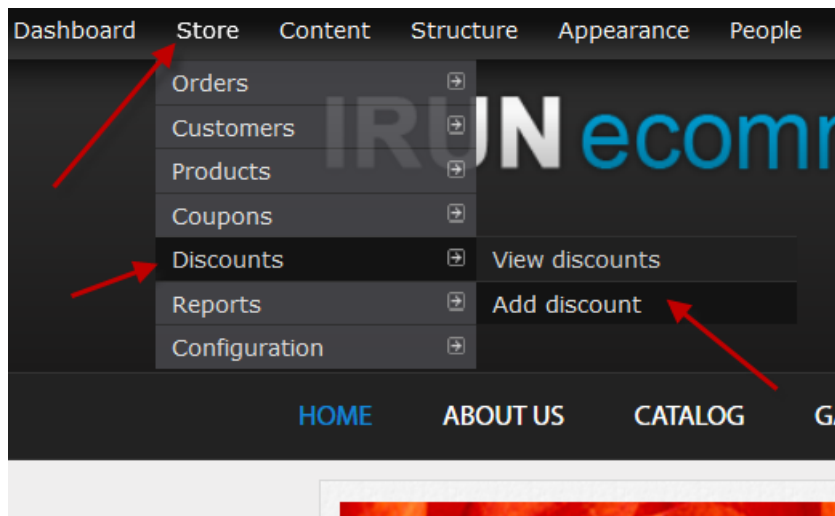 Dashboard Store Content Structure Appearance People
Orders
IRUN ecomm
Customers
Products
Coupons
Discounts View discounts
Reports Add discount
Configuration
HOME ABOUT US CATALOG